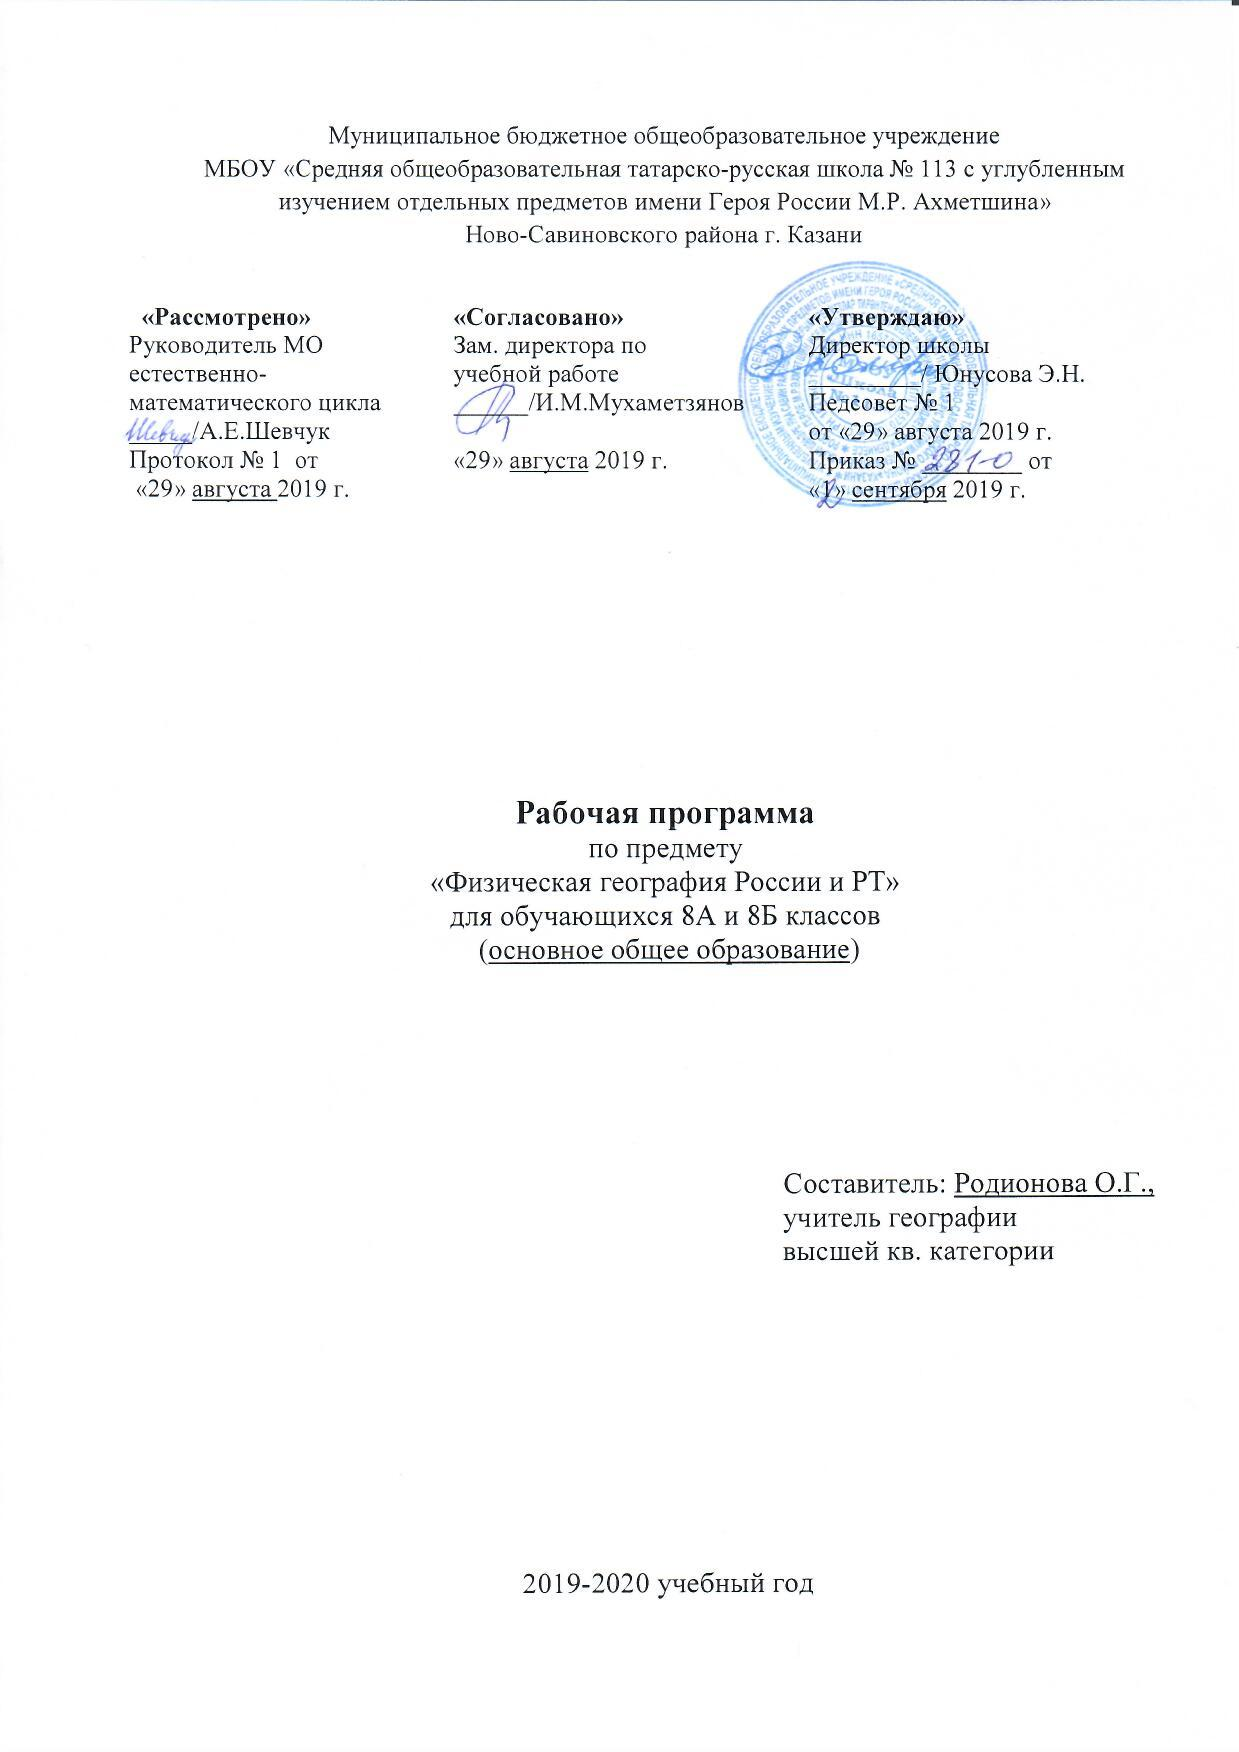 Муниципальное бюджетное общеобразовательное учреждение
МБОУ «Средняя общеобразовательная татарско-русская школа № 113 с углубленным
изучением отдельных предметов имени Героя России М.Р. Ахметшина»
Ново-Савиновского района г. Казани
«Рассмотрено»
Руководитель МО
естественно-
математического цикла
_____/А.Е.Шевчук
Протокол № 1 от
«29» августа 2019 г.
«Согласовано»
Зам. директора по
учебной работе
______/И.М.Мухаметзянов
«29» августа 2019 г.
«Утверждаю»
Директор школы
_________/ Юнусова Э.Н.
Педсовет № 1
от «29» августа 2019 г.
Приказ № 281-О от
«1» сентября 2019 г.
Рабочая программа
по предмету
«Физическая география России и РТ»
для обучающихся 8А и 8Б классов
(основное общее образование)
Составитель: Родионова О.Г.,
учитель географии
высшей кв. категории
2019-2020 учебный год